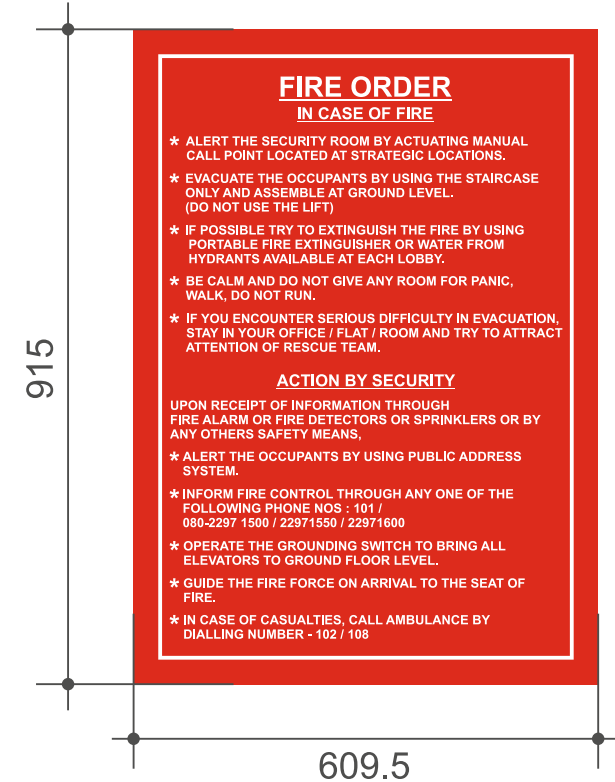 FIRE ORDER
IN CASE OF FIRE
* ALERT THE SECURITY ROOM BY ACTUATING MANUAL
CALL POINT LOCATED AT STRATEGIC LOCATIONS.
* EVACUATE THE OCCUPANTS BY USING THE STAIRCASE
ONLY AND ASSEMBLE AT GROUND LEVEL.
(DO NOT USE THE LIFT)
* IF POSSIBLE TRY TO EXTINGUISH THE FIRE BY USING
PORTABLE FIRE EXTINGUISHER OR WATER FROM
HYDRANTS AVAILABLE AT EACH LOBBY.
* BE CALM AND DO NOT GIVE ANY ROOM FOR PANIC,
WALK, DO NOT RUN.
* IF YOU ENCOUNTER SERIOUS DIFFICULTY IN EVACUATION,
STAY IN YOUR OFFICE / FLAT / ROOM AND TRY TO ATTRACT
ATTENTION OF RESCUE TEAM.
ACTION BY SECURITY
UPON RECEIPT OF INFORMATION THROUGH
FIRE ALARM OR FIRE DETECTORS OR SPRINKLERS OR BY
ANY OTHERS SAFETY MEANS,
* ALERT THE OCCUPANTS BY USING PUBLIC ADDRESS
SYSTEM.
* INFORM FIRE CONTROL THROUGH ANY ONE OF THE
FOLLOWING PHONE NOS : 101 /
080-2297 1500 / 22971550 / 22971600
* OPERATE THE GROUNDING SWITCH TO BRING ALL
ELEVATORS TO GROUND FLOOR LEVEL.
* GUIDE THE FIRE FORCE ON ARRIVAL TO THE SEAT OF
FIRE.
* IN CASE OF CASUALTIES, CALL AMBULANCE BY
DIALLING NUMBER - 102 / 108
915
609.5